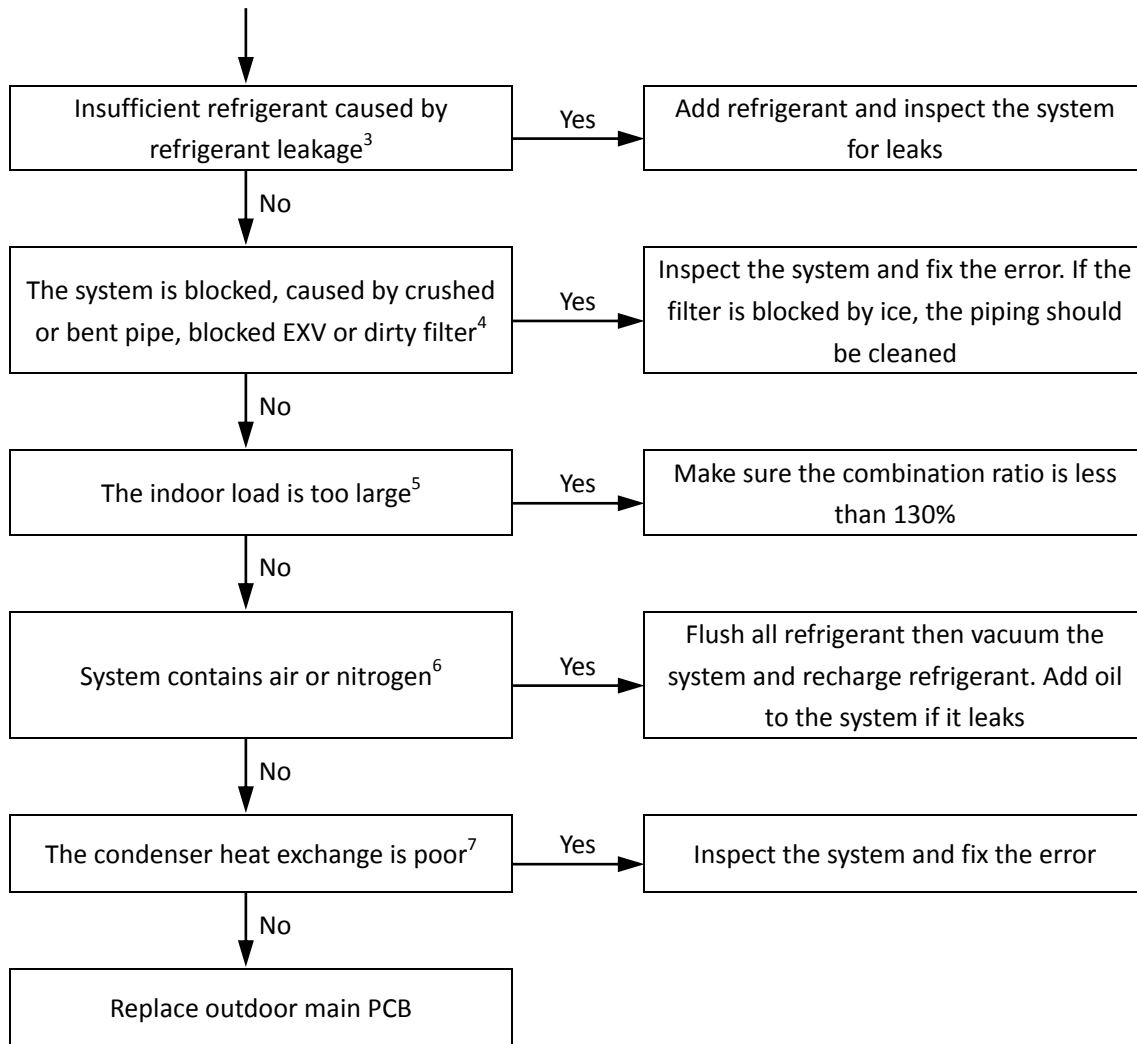 Insufficient refrigerant caused by
refrigerant leakage³
Yes
Add refrigerant and inspect the system
for leaks
No
The system is blocked, caused by crushed
or bent pipe, blocked EXV or dirty filter⁴
Yes
Inspect the system and fix the error. If the
filter is blocked by ice, the piping should
be cleaned
No
The indoor load is too large⁵
Yes
Make sure the combination ratio is less
than 130%
No
System contains air or nitrogen⁶
Yes
Flush all refrigerant then vacuum the
system and recharge refrigerant. Add oil
to the system if it leaks
No
The condenser heat exchange is poor⁷
Yes
Inspect the system and fix the error
No
Replace outdoor main PCB